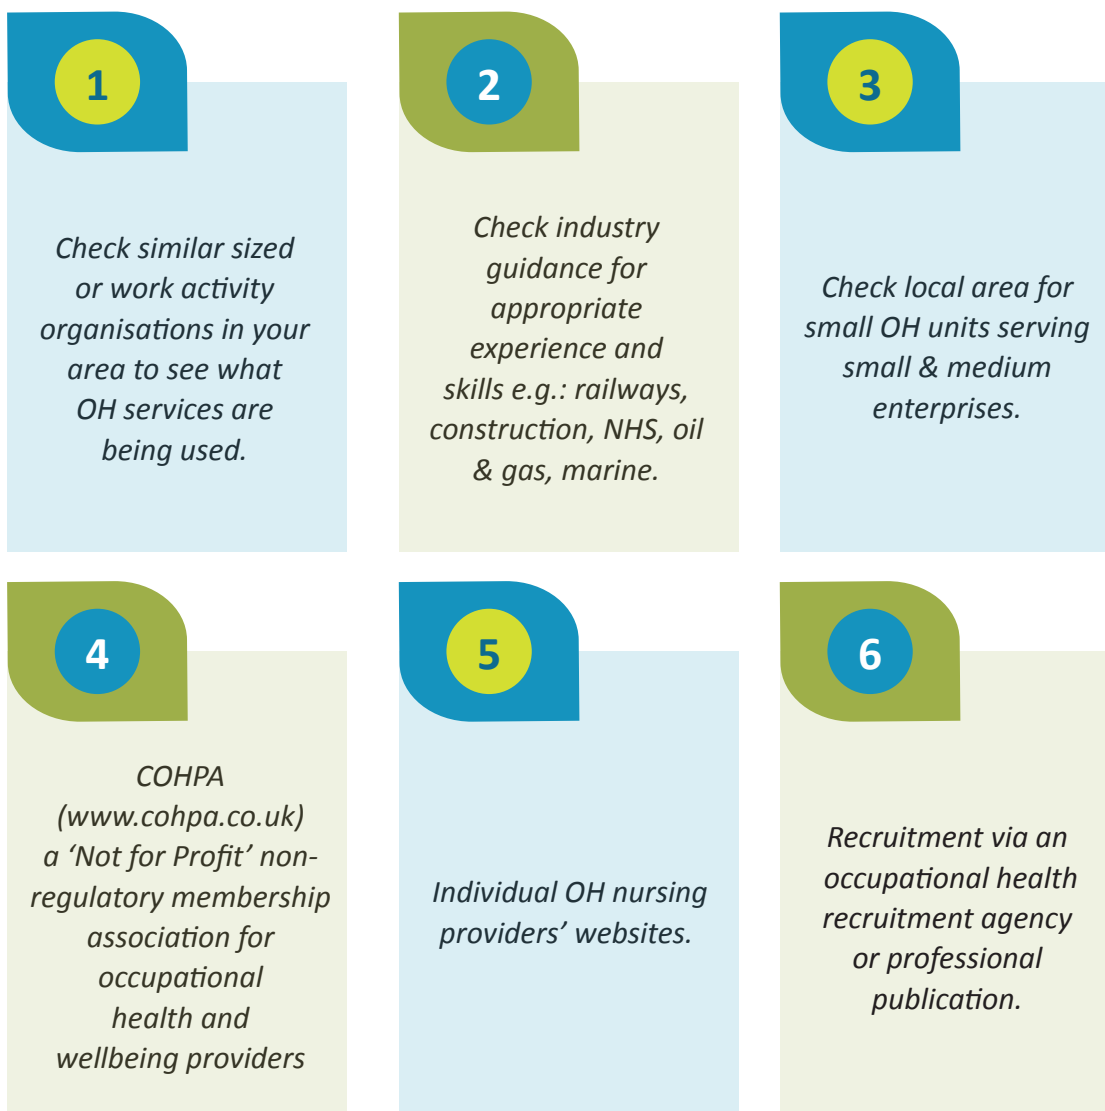 1
Check similar sized
or work activity
organisations in your
area to see what
OH services are
being used.
2
Check industry
guidance for
appropriate
experience and
skills e.g.: railways,
construction, NHS, oil
& gas, marine.
3
Check local area for
small OH units serving
small & medium
enterprises.
4
COHPA
(www.cohpa.co.uk)
a ‘Not for Profit’ non-
regulatory membership
association for
occupational
health and
wellbeing providers
5
Individual OH nursing
providers’ websites.
6
Recruitment via an
occupational health
recruitment agency
or professional
publication.